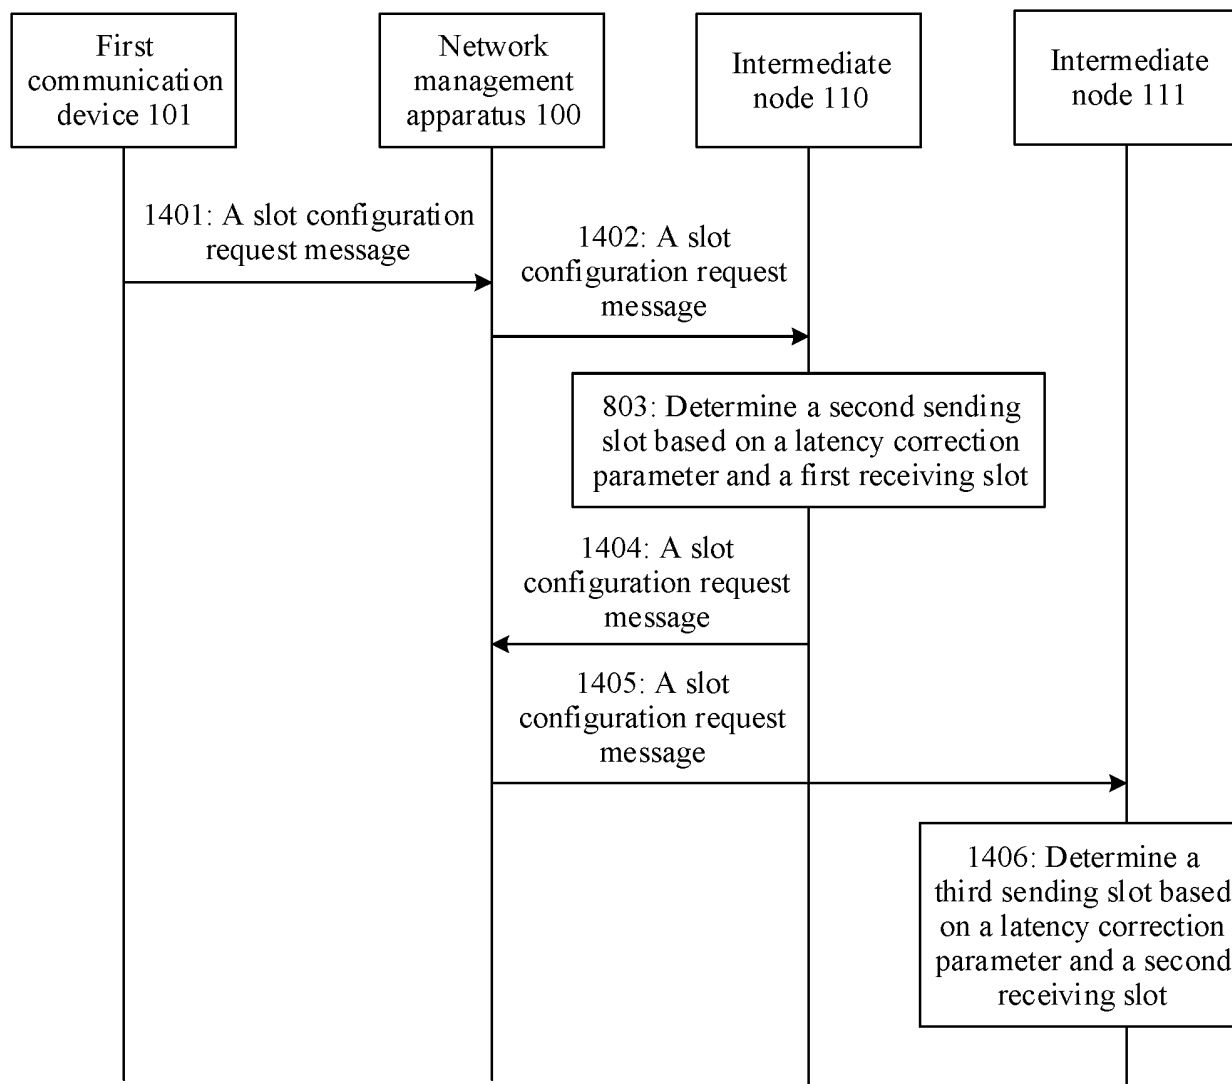 First
communication
device 101
Network
management
apparatus 100
Intermediate
node 110
Intermediate
node 111
1401: A slot configuration
request message
1402: A slot
configuration request
message
803: Determine a second sending
slot based on a latency correction
parameter and a first receiving slot
1404: A slot
configuration request
message
1405: A slot
configuration request
message
1406: Determine a
third sending slot based
on a latency correction
parameter and a second
receiving slot